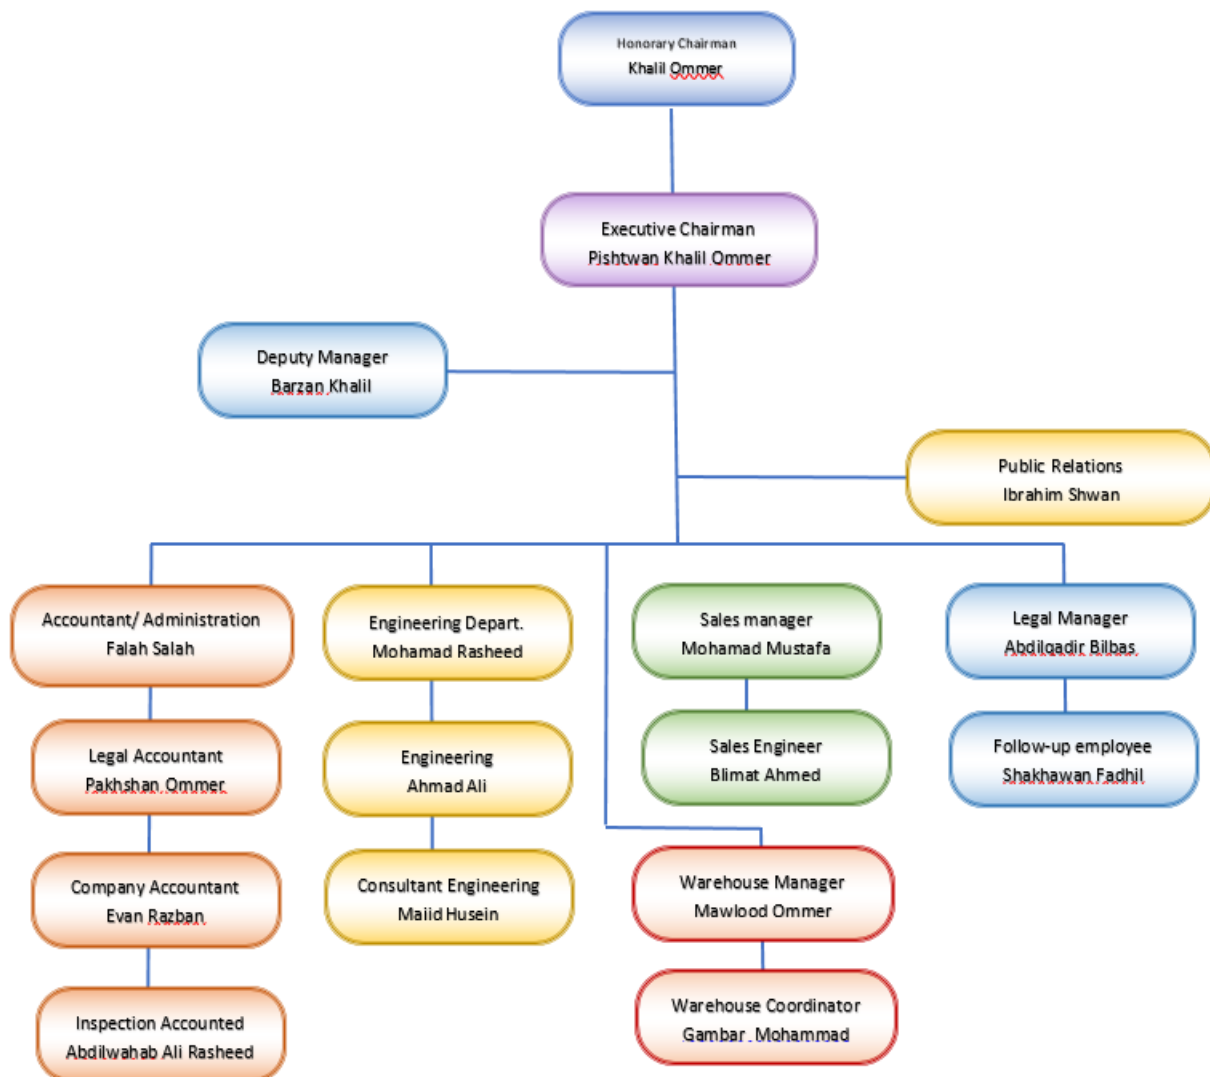 Honorary Chairman
Khalil Ommer
Executive Chairman
Pishtwan Khalil Ommer
Deputy Manager
Barzan Khalil
Public Relations
Ibrahim Shwan
Accountant/ Administration
Falah Salah
Legal Accountant
Pakhshan Ommer
Company Accountant
Evan Razban
Inspection Accounted
Abdilwahab Ali Rasheed
Engineering Depart.
Mohamad Rasheed
Engineering
Ahmad Ali
Consultant Engineering
Majid Husein
Sales manager
Mohamad Mustafa
Sales Engineer
Blimat Ahmed
Warehouse Manager
Mawlood Ommer
Warehouse Coordinator
Gambar Mohammad
Legal Manager
Abdilqadir Bilbas
Follow-up employee
Shakhawan Fadhil